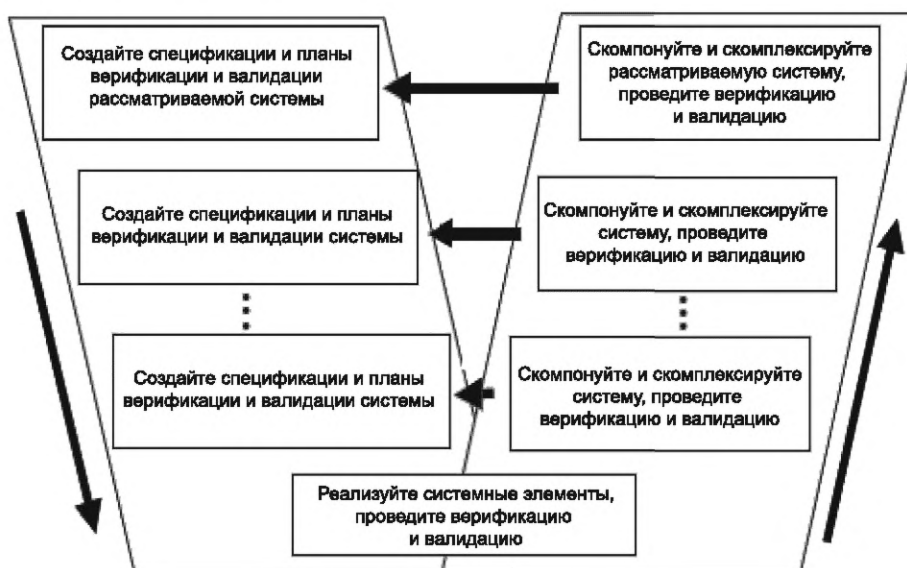 Создайте спецификации и планы
верификации и валидации
рассматриваемой системы
Скомпонуйте и скомплексируйте
рассматриваемую систему,
проведите верификацию
и валидацию
Создайте спецификации и планы
верификации и валидации системы
Скомпонуйте и скомплексируйте
систему, проведите
верификацию и валидацию
Создайте спецификации и планы
верификации и валидации системы
Скомпонуйте и скомплексируйте
систему, проведите
верификацию и валидацию
Реализуйте системные элементы,
проведите верификацию
и валидацию